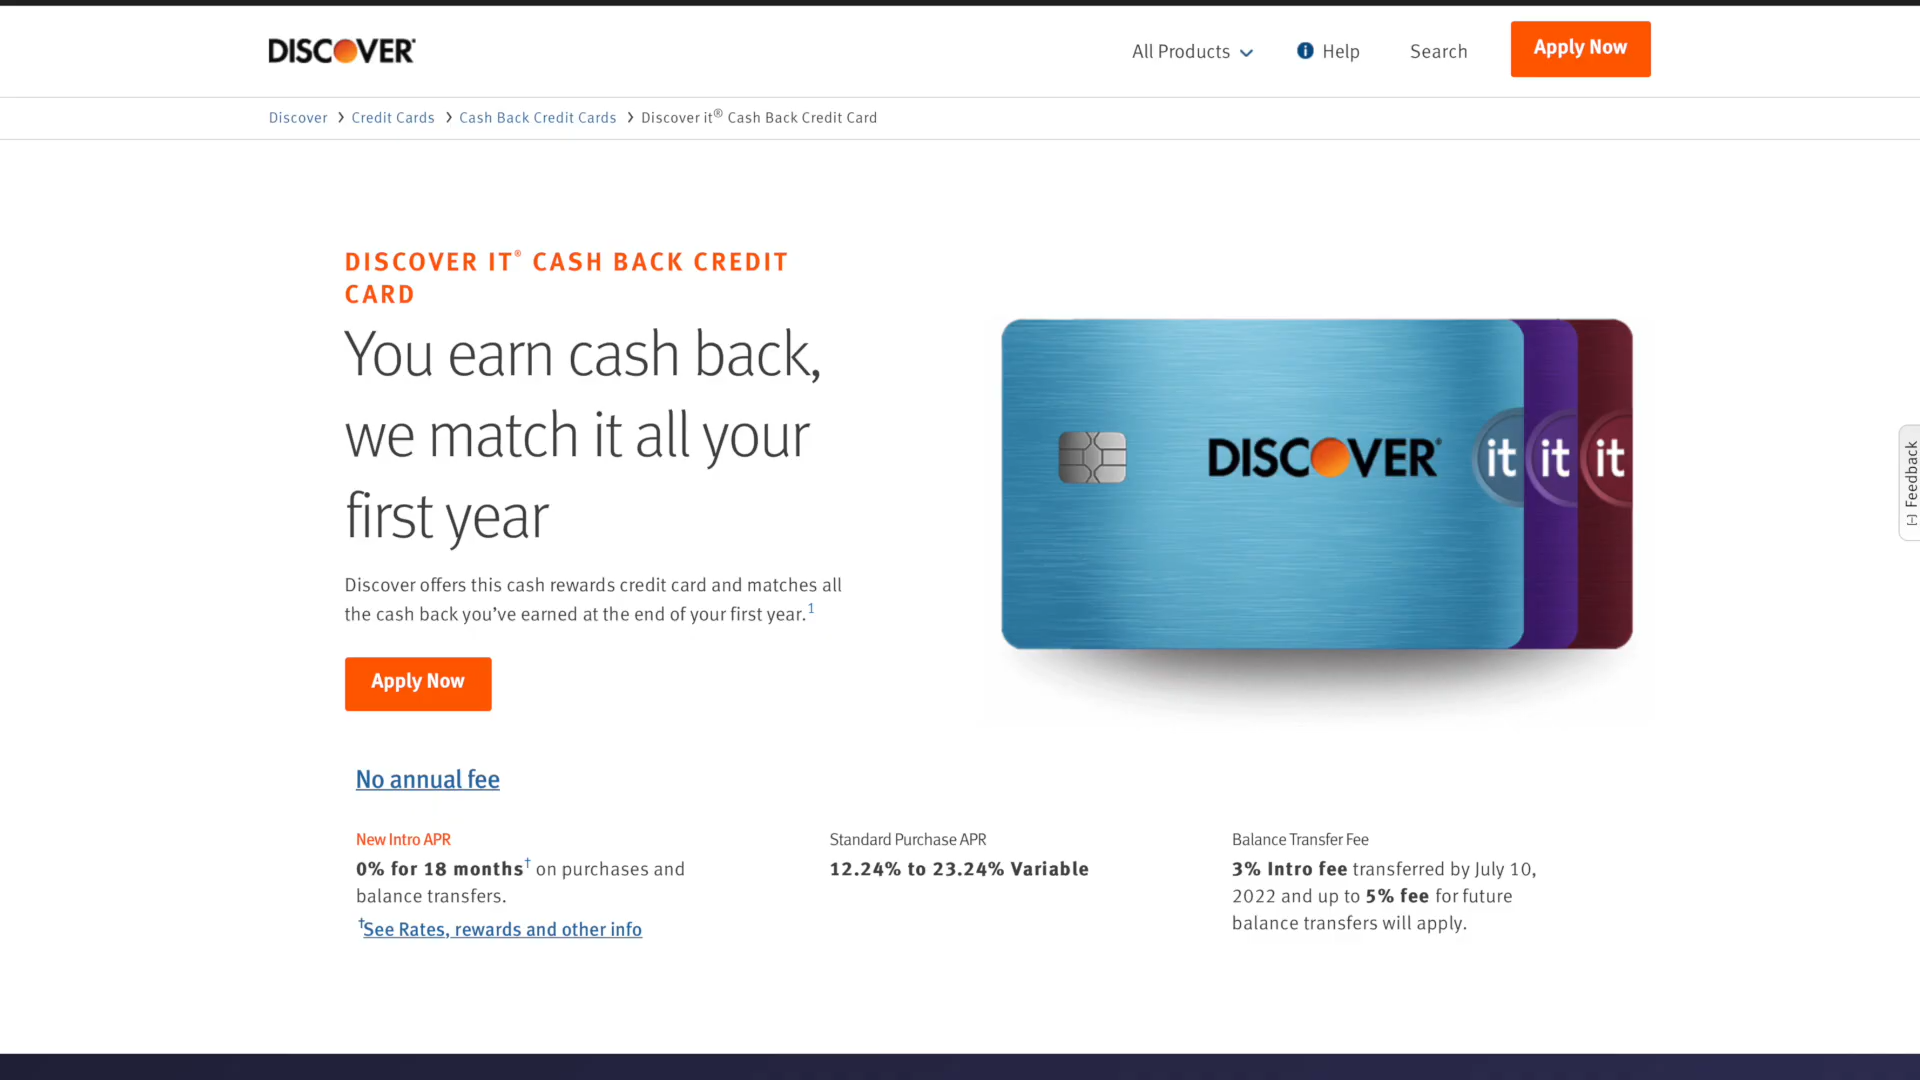 DISCOVER
All Products
Help
Search
Apply Now
Discover > Credit Cards > Cash Back Credit Cards > Discover it® Cash Back Credit Card
DISCOVER IT® CASH BACK CREDIT
CARD
You earn cash back,
we match it all your
first year
Discover offers this cash rewards credit card and matches all
the cash back you’ve earned at the end of your first year.1
Apply Now
DISCOVER
it
it
it
[-] Feedback
No annual fee
New Intro APR
0% for 18 months† on purchases and
balance transfers.
†See Rates, rewards and other info
Standard Purchase APR
12.24% to 23.24% Variable
Balance Transfer Fee
3% Intro fee transferred by July 10,
2022 and up to 5% fee for future
balance transfers will apply.